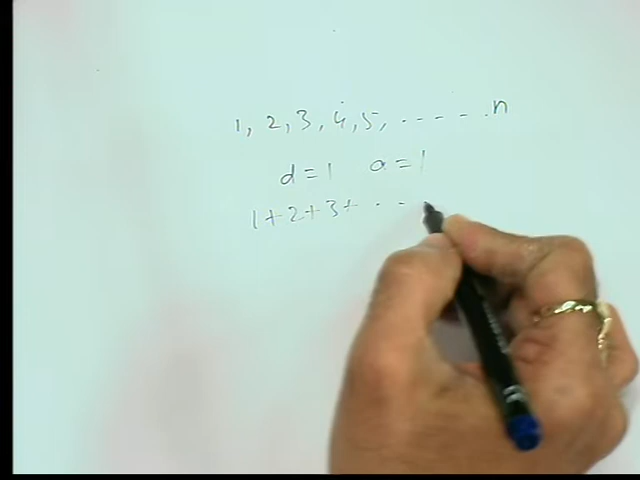 1, 2, 3, 4, 5, ...... n
d = 1 a = 1
1 + 2 + 3 + ...